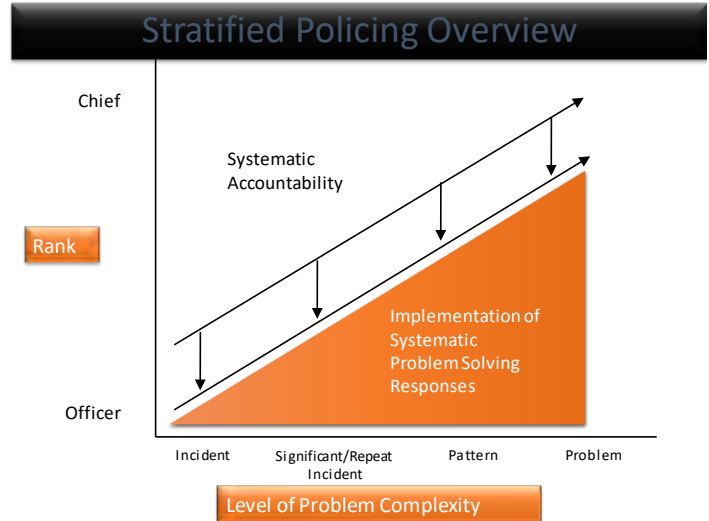 Stratified Policing Overview
Chief
Systematic
Accountability
Rank
Implementation of
Systematic
Problem Solving
Responses
Officer
Incident
Significant/Repeat
Incident
Pattern
Problem
Level of Problem Complexity